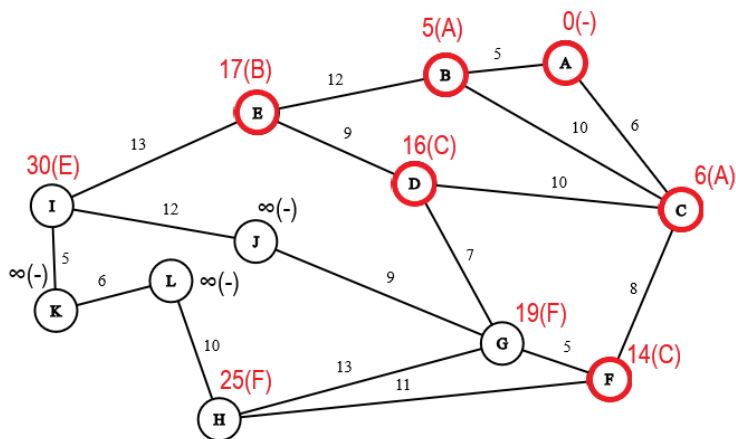 0(-)
5(A)
5
A
17(B)
12
B
E
10
6
13
9
16(C)
30(E)
D
10
6(A)
I
12
∞(-)
C
J
7
5
∞(-)
6
L
∞(-)
9
8
K
19(F)
G
5
14(C)
10
13
25(F)
11
F
H